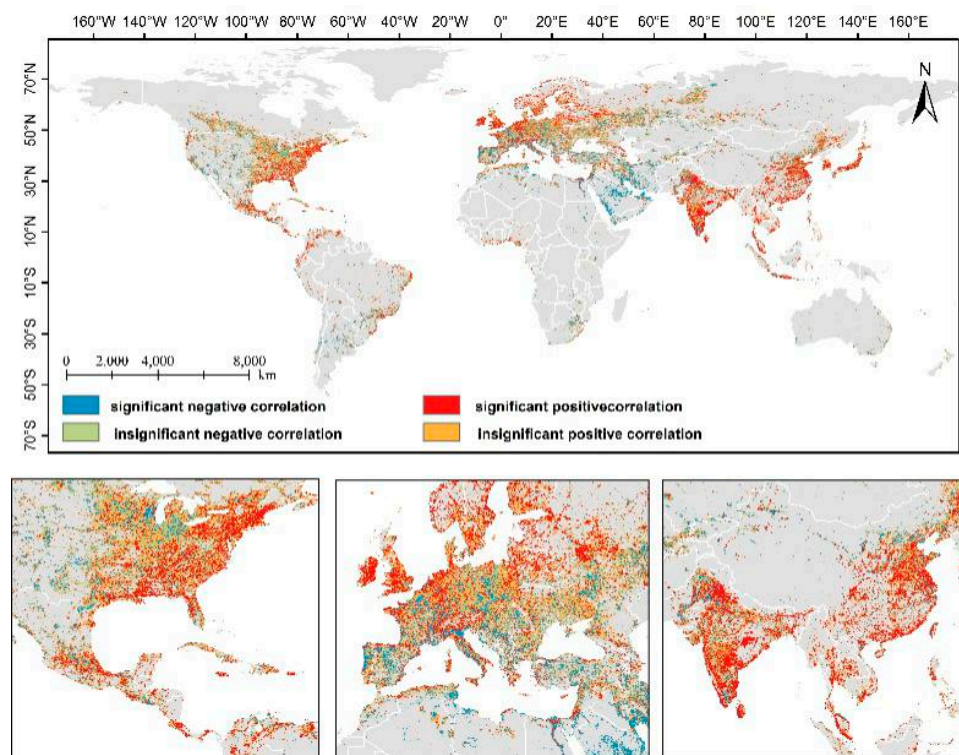 160°W 140°W 120°W 100°W 80°W 60°W 40°W 20°W 0° 20°E 40°E 60°E 80°E 100°E 120°E 140°E 160°E
N
70°N
50°N
30°N
10°N
10°S
30°S
50°S
70°S
0 2,000 4,000 8,000
km
significant negative correlation
significant positivecorrelation
insignificant negative correlation
Insignificant positive correlation